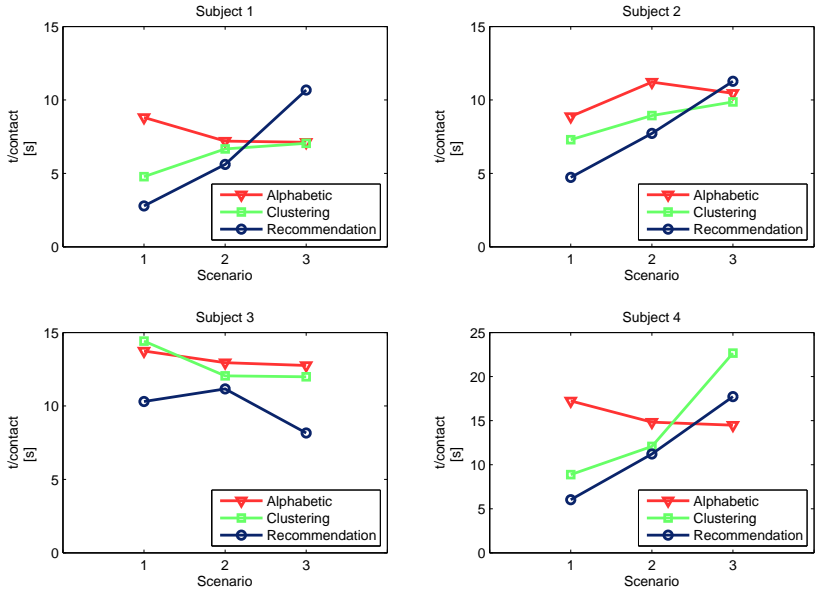 Subject 1
15
10
5
0
t/contact
[s]
Alphabetic
Clustering
Recommendation
1 2 3
Scenario
Subject 2
15
10
5
0
t/contact
[s]
Alphabetic
Clustering
Recommendation
1 2 3
Scenario
Subject 3
15
10
5
0
t/contact
[s]
Alphabetic
Clustering
Recommendation
1 2 3
Scenario
Subject 4
25
20
15
10
5
0
t/contact
[s]
Alphabetic
Clustering
Recommendation
1 2 3
Scenario